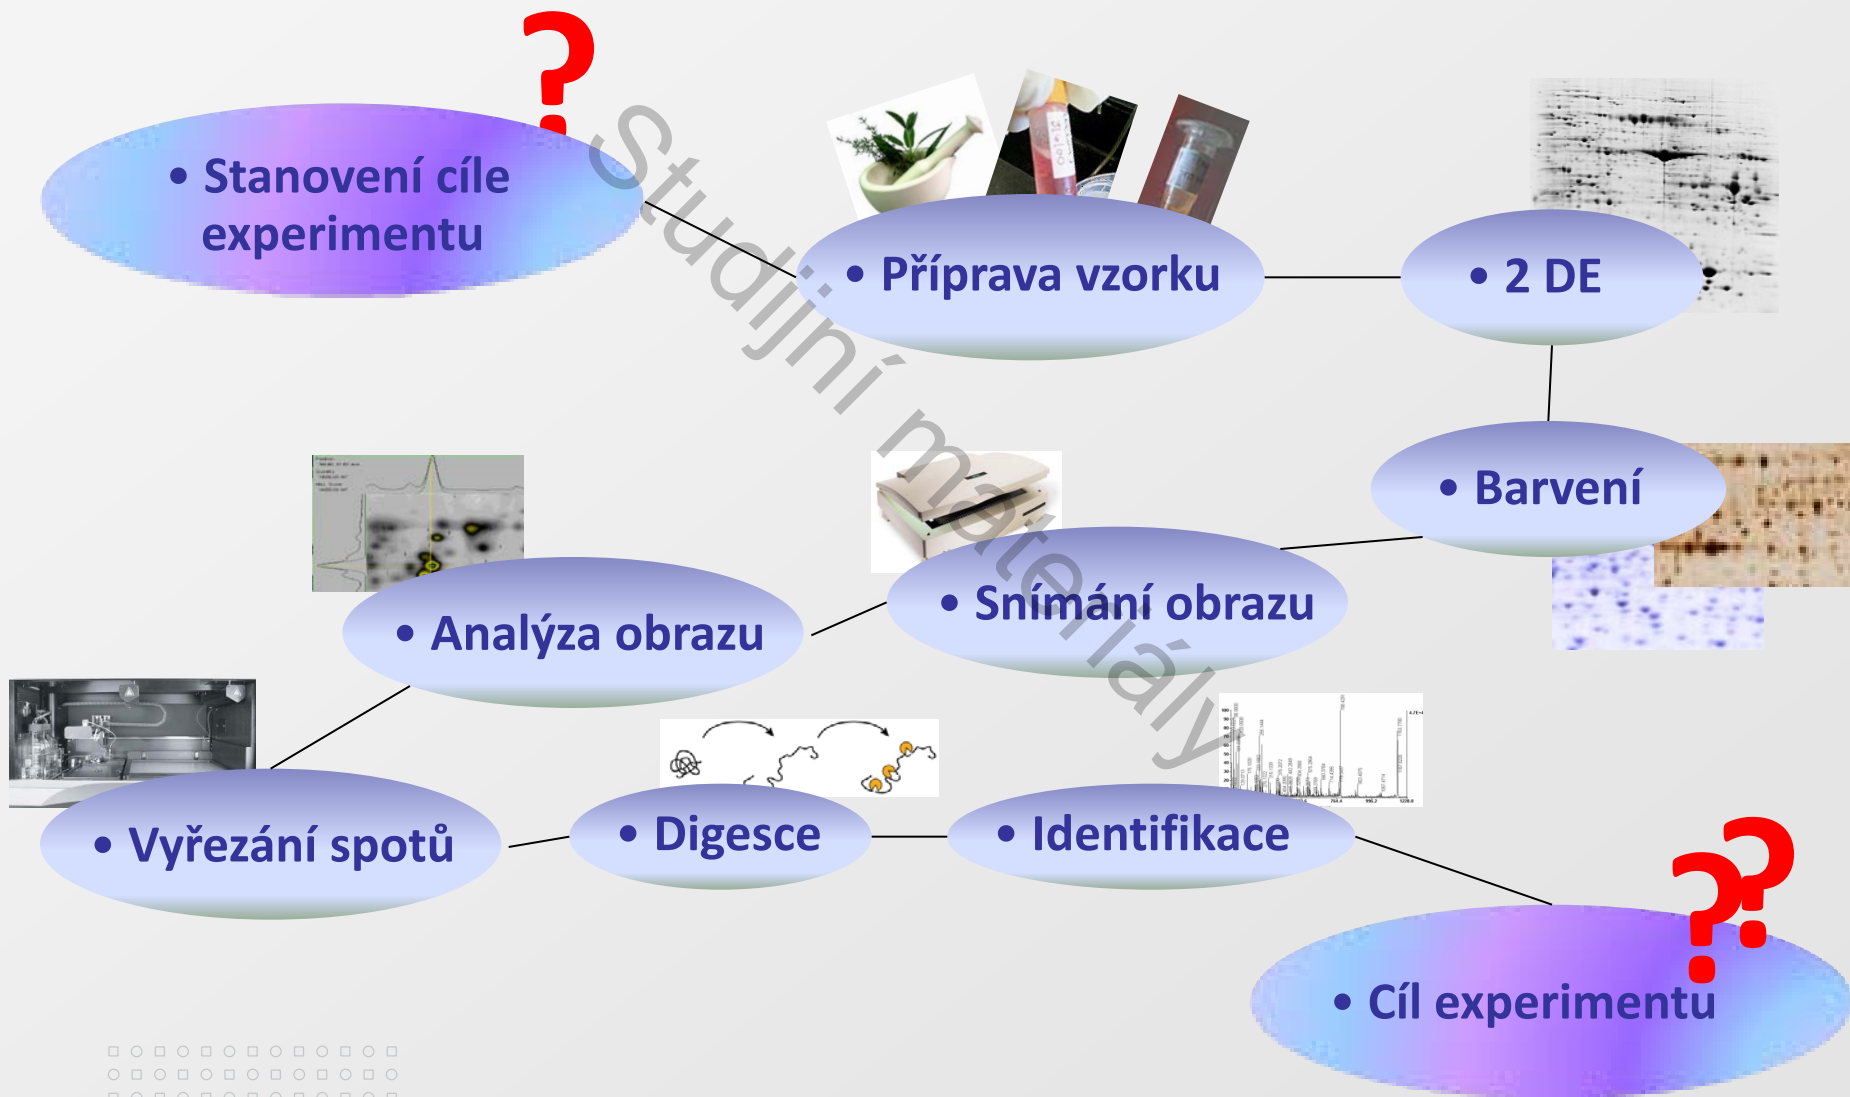 ?
• Stanovení cíle
experimentu
• Příprava vzorku
• 2 DE
• Barvení
• Snímání obrazu
• Analýza obrazu
• Vyřezání spotů
• Digesce
• Identifikace
??
• Cíl experimentu
Studijní materiály